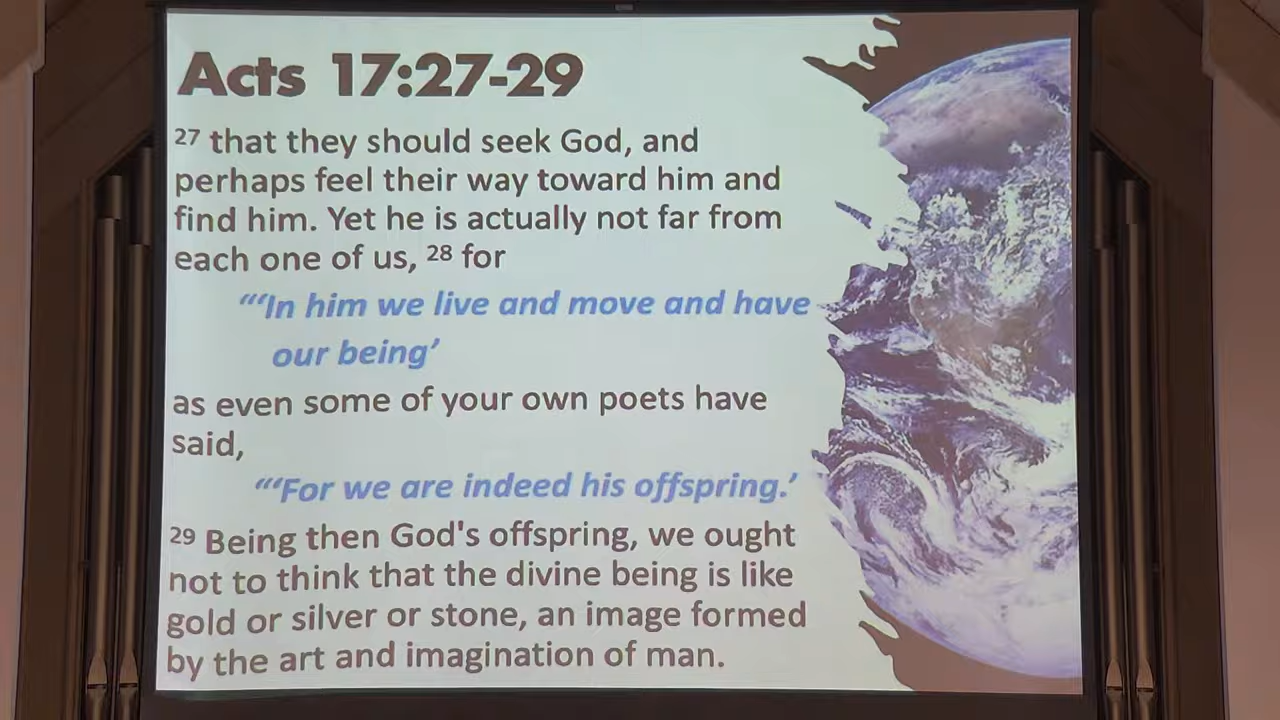 Acts 17:27-29
27 that they should seek God, and
perhaps feel their way toward him and
find him. Yet he is actually not far from
each one of us, 28 for
“‘In him we live and move and have
our being’
as even some of your own poets have
said,
“‘For we are indeed his offspring.’
29 Being then God's offspring, we ought
not to think that the divine being is like
gold or silver or stone, an image formed
by the art and imagination of man.